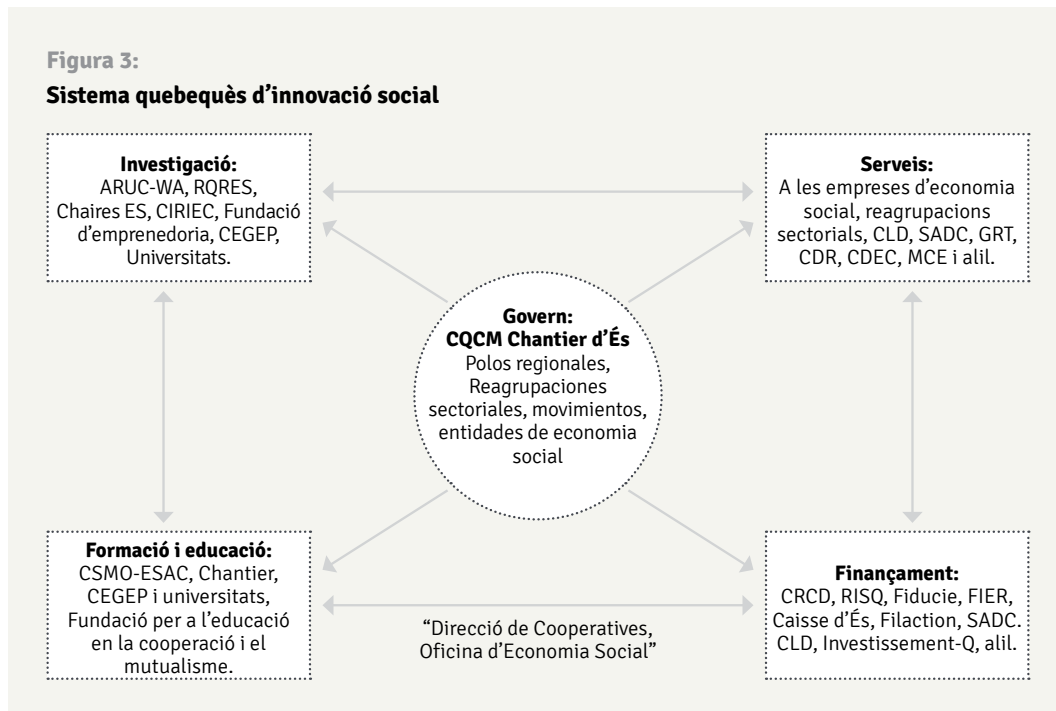 Figura 3:
Sistema quebequès d’innovació social
Investigació:
ARUC-WA, RQRES,
Chaires ES, CIRIEC, Fundació
d’emprenedoria, CEGEP,
Universitats.
Serveis:
A les empreses d’economia
social, reagrupacions
sectorials, CLD, SADC, GRT,
CDR, CDEC, MCE i alil.
Govern:
CQCM Chantier d’És
Polos regionales,
Reagrupaciones
sectoriales, movimientos,
entidades de economia
social
Formació i educació:
CSMO-ESAC, Chantier,
CEGEP i universitats,
Fundació per a l’educació
en la cooperació i el
mutualisme.
“Direcció de Cooperatives,
Oficina d’Economia Social”
Finançament:
CRCD, RISQ, Fiducie, FIER,
Caisse d’És, Filaction, SADC.
CLD, Investissement-Q, alil.